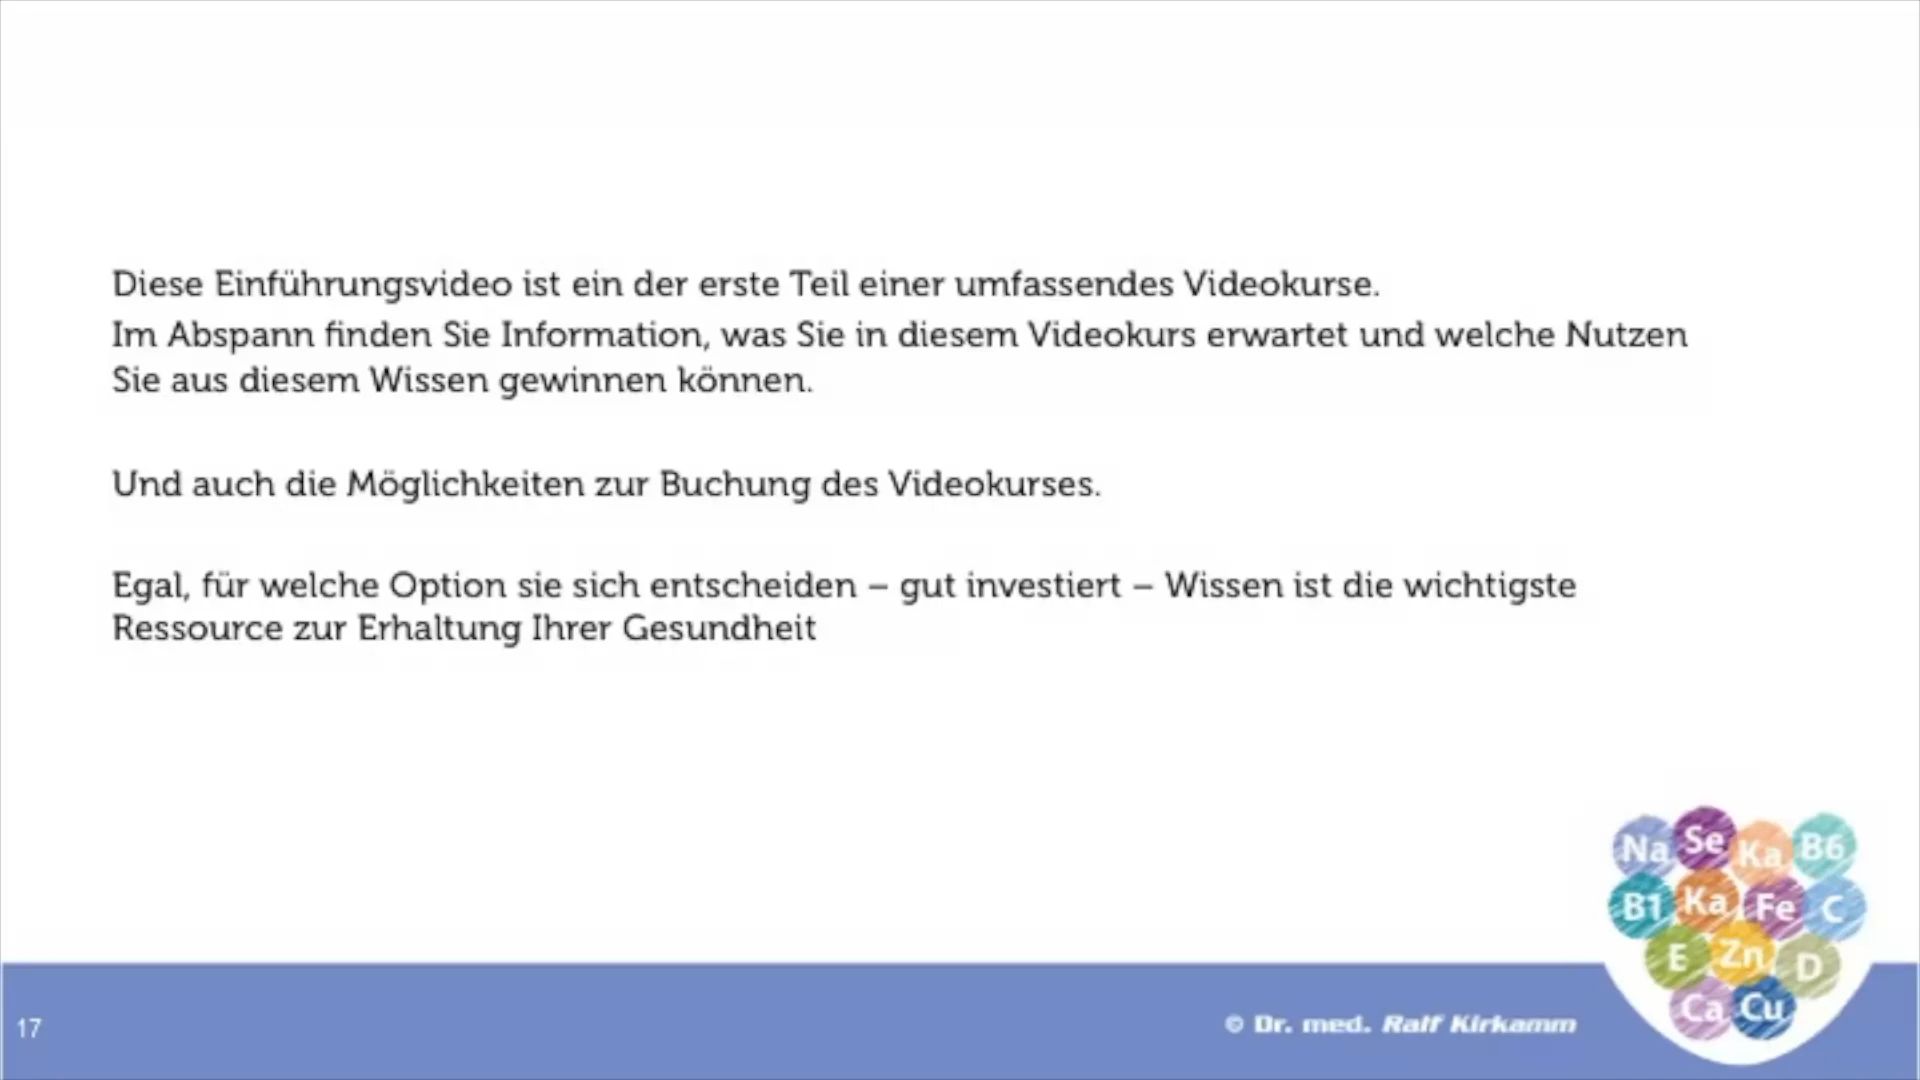 Diese Einführungsvideo ist ein der erste Teil einer umfassendes Videokurse.
Im Abspann finden Sie Information, was Sie in diesem Videokurs erwartet und welche Nutzen
Sie aus diesem Wissen gewinnen können.
Und auch die Möglichkeiten zur Buchung des Videokurses.
Egal, für welche Option sie sich entscheiden – gut investiert – Wissen ist die wichtigste
Ressource zur Erhaltung Ihrer Gesundheit
Na Se Ka B6
B1 Ka Fe C
E Zn D
Ca Cu
17
© Dr. med. Ralf Kirkamm